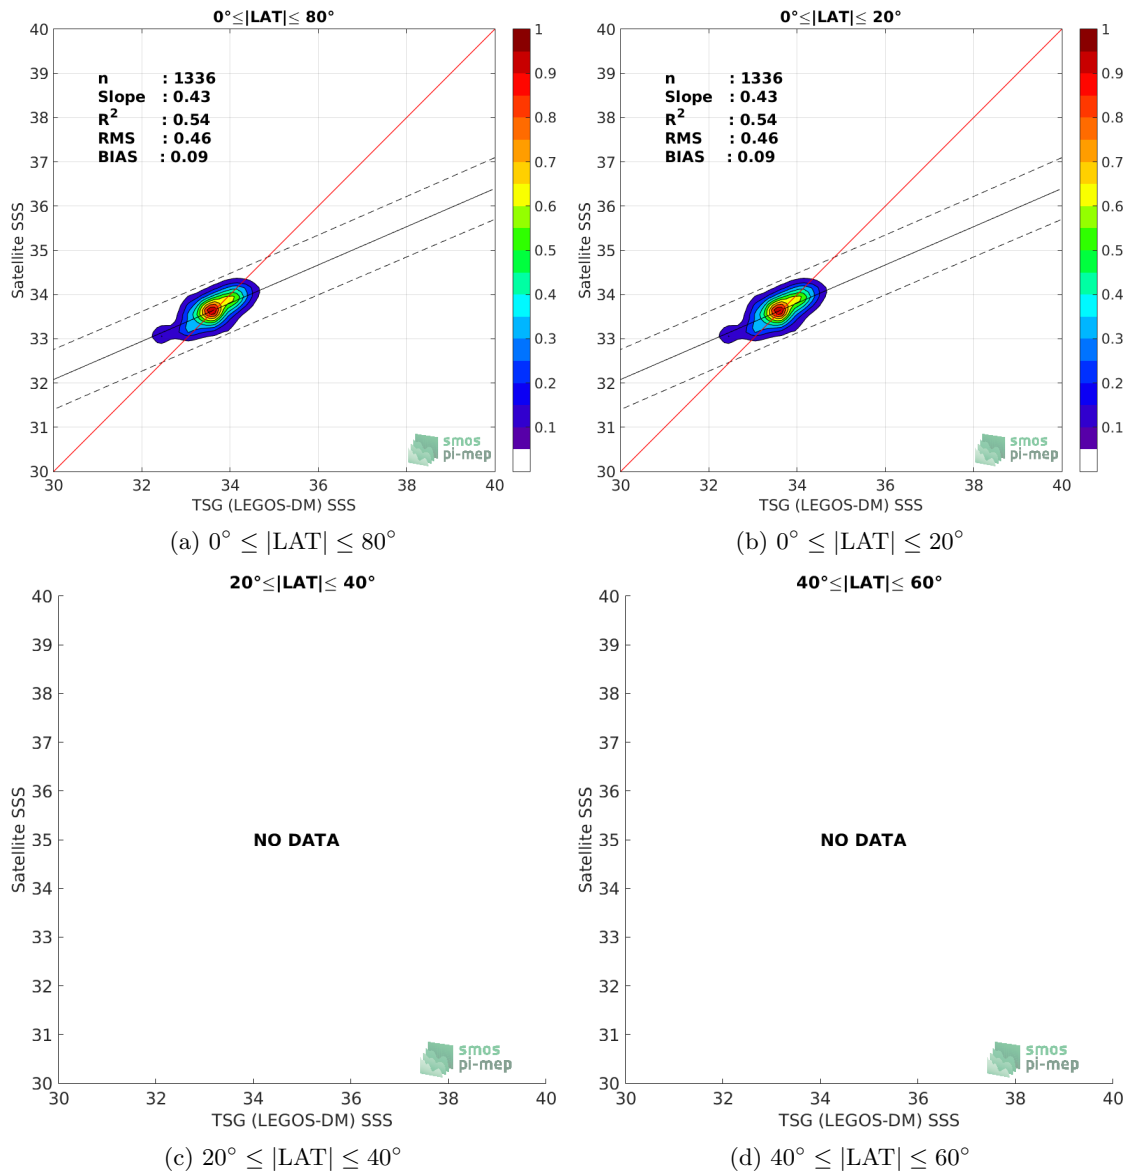 0°≤|LAT|≤ 80°
40
39
38
37
36
35
34
33
32
31
30
Satellite SSS
n : 1336
Slope : 0.43
R2 : 0.54
RMS : 0.46
BIAS : 0.09
smos
pi-mep
30 32 34 36 38 40
TSG (LEGOS-DM) SSS
1
0.9
0.8
0.7
0.6
0.5
0.4
0.3
0.2
0.1
(a) 0° ≤ |LAT| ≤ 80°
0°≤|LAT|≤ 20°
40
39
38
37
36
35
34
33
32
31
30
Satellite SSS
n : 1336
Slope : 0.43
R2 : 0.54
RMS : 0.46
BIAS : 0.09
smos
pi-mep
30 32 34 36 38 40
TSG (LEGOS-DM) SSS
1
0.9
0.8
0.7
0.6
0.5
0.4
0.3
0.2
0.1
(b) 0° ≤ |LAT| ≤ 20°
20°≤|LAT|≤ 40°
40
39
38
37
36
35
34
33
32
31
30
Satellite SSS
NO DATA
smos
pi-mep
30 32 34 36 38 40
TSG (LEGOS-DM) SSS
(c) 20° ≤ |LAT| ≤ 40°
40°≤|LAT|≤ 60°
40
39
38
37
36
35
34
33
32
31
30
Satellite SSS
NO DATA
smos
pi-mep
30 32 34 36 38 40
TSG (LEGOS-DM) SSS
(d) 40° ≤ |LAT| ≤ 60°